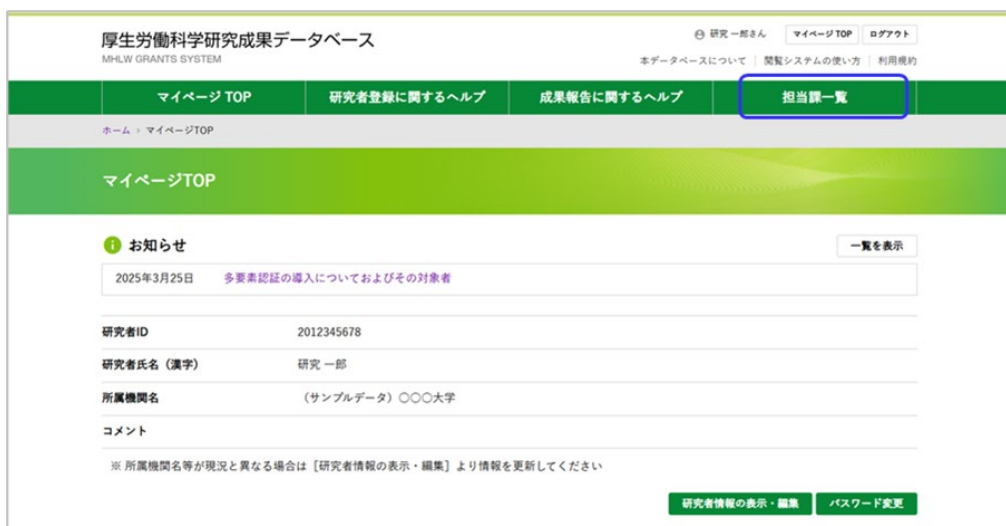 厚生労働科学研究成果データベース
MHLW GRANTS SYSTEM
研究 一郎さん マイページ TOP ログアウト
本データベースについて | 閲覧システムの使い方 | 利用規約
マイページ TOP 研究者登録に関するヘルプ 成果報告に関するヘルプ 担当課一覧
ホーム > マイページTOP
マイページTOP
お知らせ 一覧を表示
2025年3月25日 多要素認証の導入についておよびその対象者
研究者ID 2012345678
研究者氏名（漢字） 研究 一郎
所属機関名 （サンプルデータ）〇〇〇大学
コメント
※ 所属機関名等が現況と異なる場合は［研究者情報の表示・編集］より情報を更新してください
研究者情報の表示・編集 パスワード変更